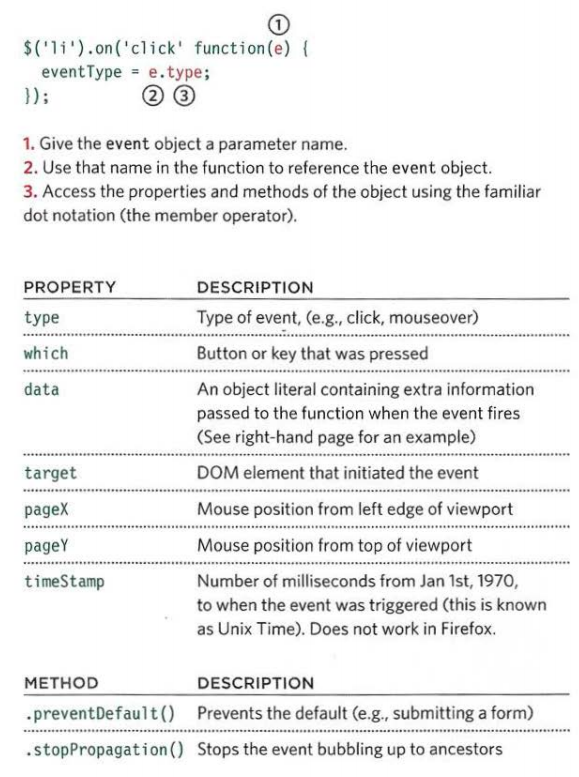 ①
$('li').on('click' function(e) {
eventType = e.type;
}); ② ③
1. Give the event object a parameter name.
2. Use that name in the function to reference the event object.
3. Access the properties and methods of the object using the familiar
dot notation (the member operator).
PROPERTY DESCRIPTION
type Type of event, (e.g., click, mouseover)
which Button or key that was pressed
data An object literal containing extra information
passed to the function when the event fires
(See right-hand page for an example)
target DOM element that initiated the event
pageX Mouse position from left edge of viewport
pageY Mouse position from top of viewport
timeStamp Number of milliseconds from Jan 1st, 1970,
to when the event was triggered (this is known
as Unix Time). Does not work in Firefox.
METHOD DESCRIPTION
.preventDefault() Prevents the default (e.g., submitting a form)
.stopPropagation() Stops the event bubbling up to ancestors